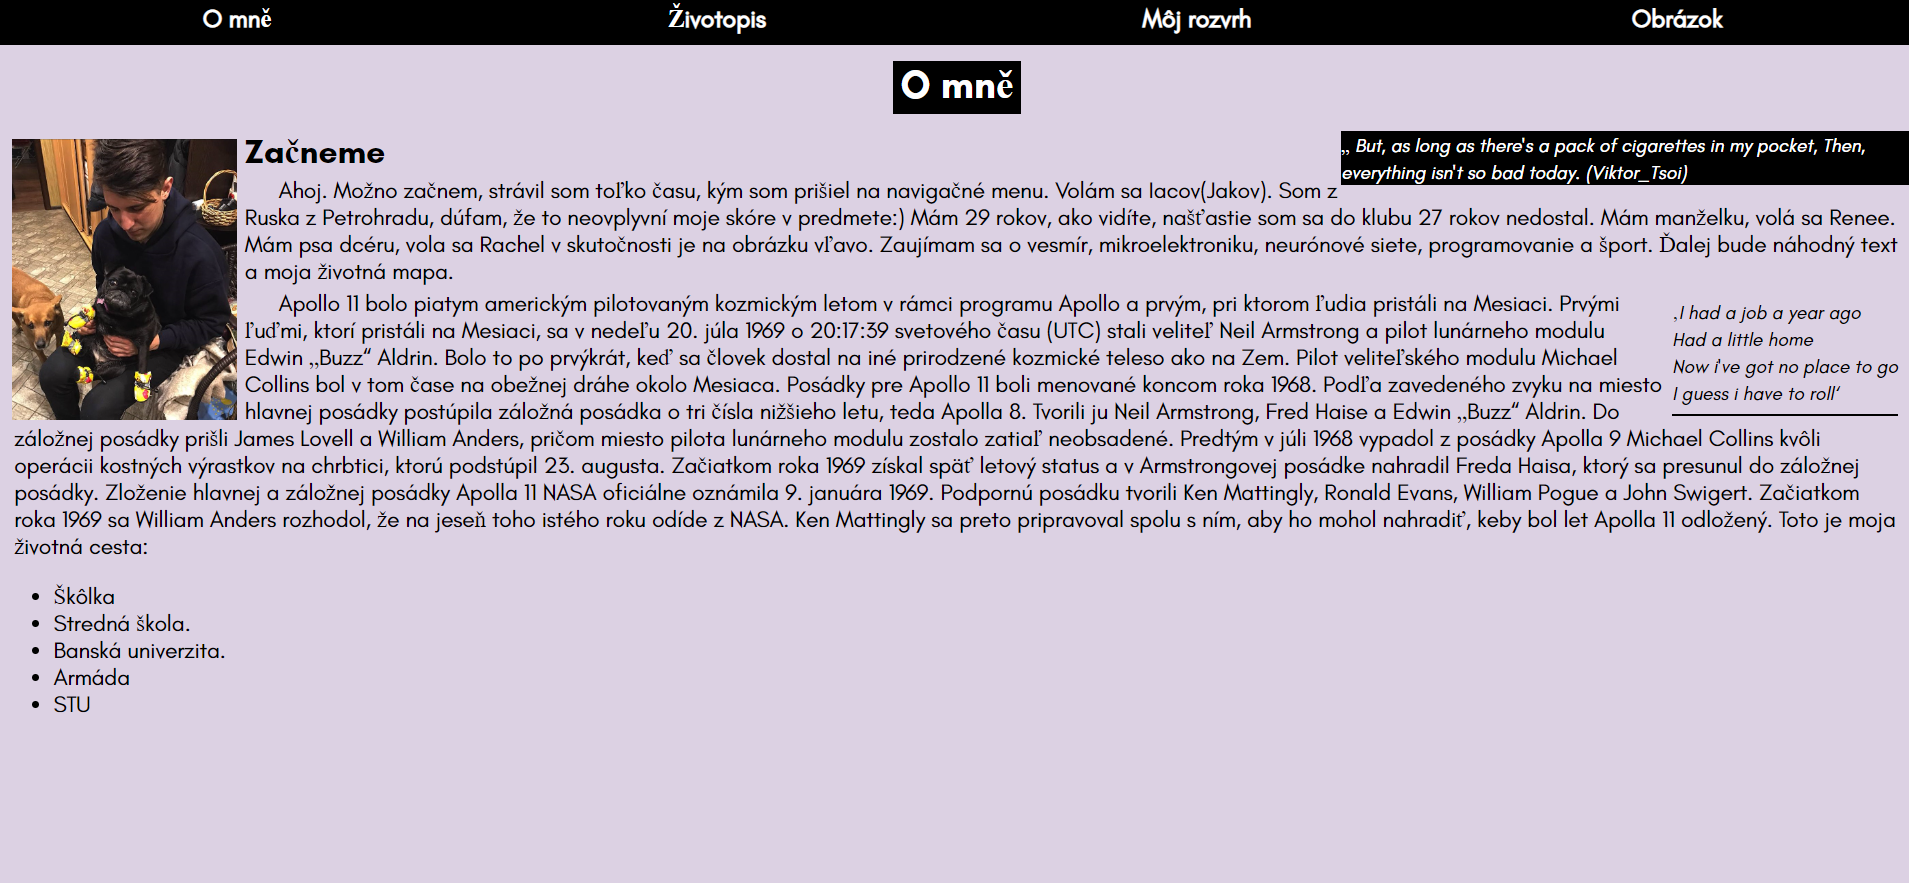 O mně
Životopis
Môj rozvrh
Obrázok
O mně
„ But, as long as there's a pack of cigarettes in my pocket, Then,
everything isn't so bad today. (Viktor_Tsoi)
Začneme
Ahoj. Možno začnem, strávil som toľko času, kým som prišiel na navigačné menu. Volám sa Iacov(Jakov). Som z
Ruska z Petrohradu, dúfam, že to neovplyvní moje skóre v predmete:) Mám 29 rokov, ako vidíte, našťastie som sa do klubu 27 rokov nedostal. Mám manželku, volá sa Renee.
Mám psa dcéru, vola sa Rachel v skutočnosti je na obrázku vľavo. Zaujímam sa o vesmír, mikroelektroniku, neurónové siete, programovanie a šport. Ďalej bude náhodný text
a moja životná mapa.
Apollo 11 bolo piatym americkým pilotovaným kozmickým letom v rámci programu Apollo a prvým, pri ktorom ľudia pristáli na Mesiaci. Prvými
ľuďmi, ktorí pristáli na Mesiaci, sa v nedeľu 20. júla 1969 o 20:17:39 svetového času (UTC) stali veliteľ Neil Armstrong a pilot lunárneho modulu
Edwin „Buzz“ Aldrin. Bolo to po prvýkrát, keď sa človek dostal na iné prirodzené kozmické teleso ako na Zem. Pilot veliteľského modulu Michael
Collins bol v tom čase na obežnej dráhe okolo Mesiaca. Posádky pre Apollo 11 boli menované koncom roka 1968. Podľa zavedeného zvyku na miesto
hlavnej posádky postúpila záložná posádka o tri čísla nižšieho letu, teda Apolla 8. Tvorili ju Neil Armstrong, Fred Haise a Edwin „Buzz“ Aldrin. Do
záložnej posádky prišli James Lovell a William Anders, pričom miesto pilota lunárneho modulu zostalo zatiaľ neobsadené. Predtým v júli 1968 vypadol z posádky Apolla 9 Michael Collins kvôli
operácii kostných výrastkov na chrbtici, ktorú podstúpil 23. augusta. Začiatkom roka 1969 získal späť letový status a v Armstrongovej posádke nahradil Freda Haisa, ktorý sa presunul do záložnej
posádky. Zloženie hlavnej a záložnej posádky Apolla 11 NASA oficiálne oznámila 9. januára 1969. Podpornú posádku tvorili Ken Mattingly, Ronald Evans, William Pogue a John Swigert. Začiatkom
roka 1969 sa William Anders rozhodol, že na jeseň toho istého roku odíde z NASA. Ken Mattingly sa preto pripravoval spolu s ním, aby ho mohol nahradiť, keby bol let Apolla 11 odložený. Toto je moja
životná cesta:
‚I had a job a year ago
Had a little home
Now i've got no place to go
I guess i have to roll‘
• Škôlka
• Stredná škola.
• Banská univerzita.
• Armáda
• STU